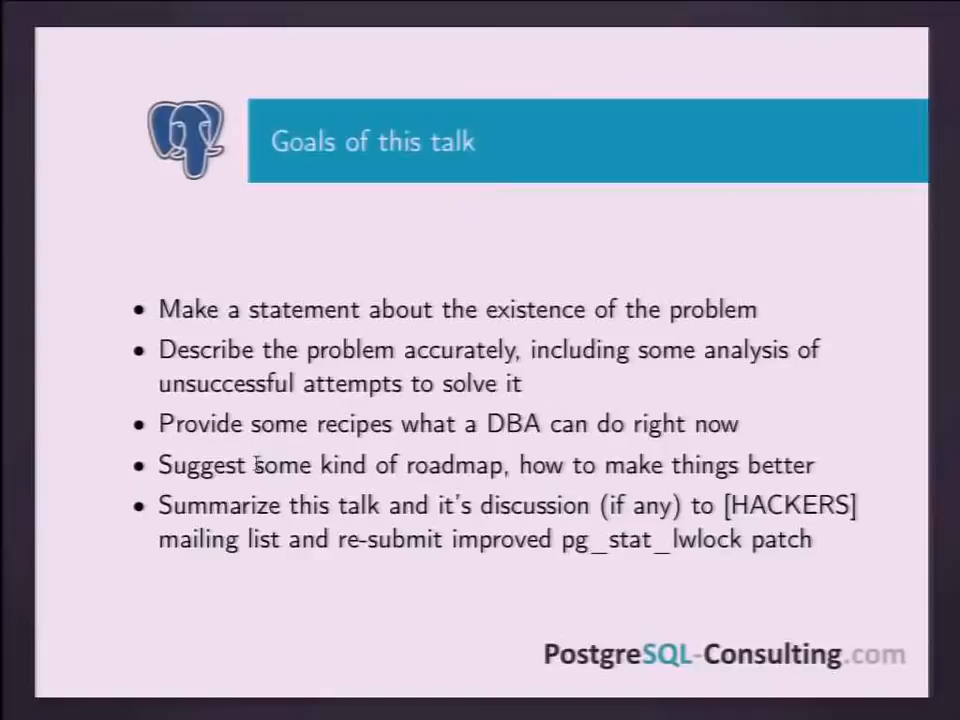 Goals of this talk
• Make a statement about the existence of the problem
• Describe the problem accurately, including some analysis of
unsuccessful attempts to solve it
• Provide some recipes what a DBA can do right now
• Suggest some kind of roadmap, how to make things better
• Summarize this talk and it's discussion (if any) to [HACKERS]
mailing list and re-submit improved pg_stat_lwlock patch
PostgreSQL-Consulting.com